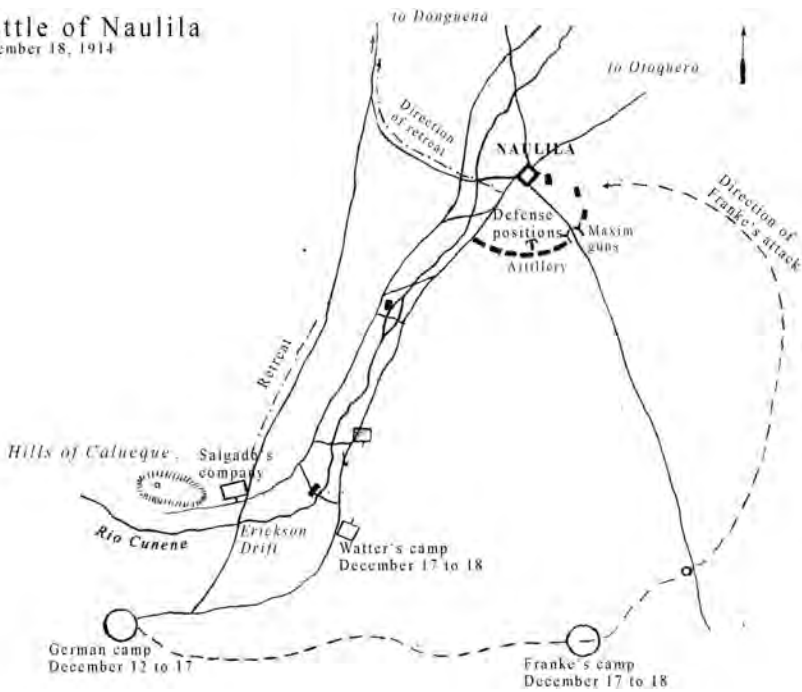 ttle of Naulila
ember 18, 1914
to Donguena
to Otoquero
Direction
of retreat
NAULILA
Direction of
Franke's attack
Defense
positions
Maxim
guns
Artillery
Retreat
Hills of Calueque
Salgado's
company
Rio Cunene
Erickson
Drift
Watter's camp
December 17 to 18
German camp
December 12 to 17
Franke's camp
December 17 to 18